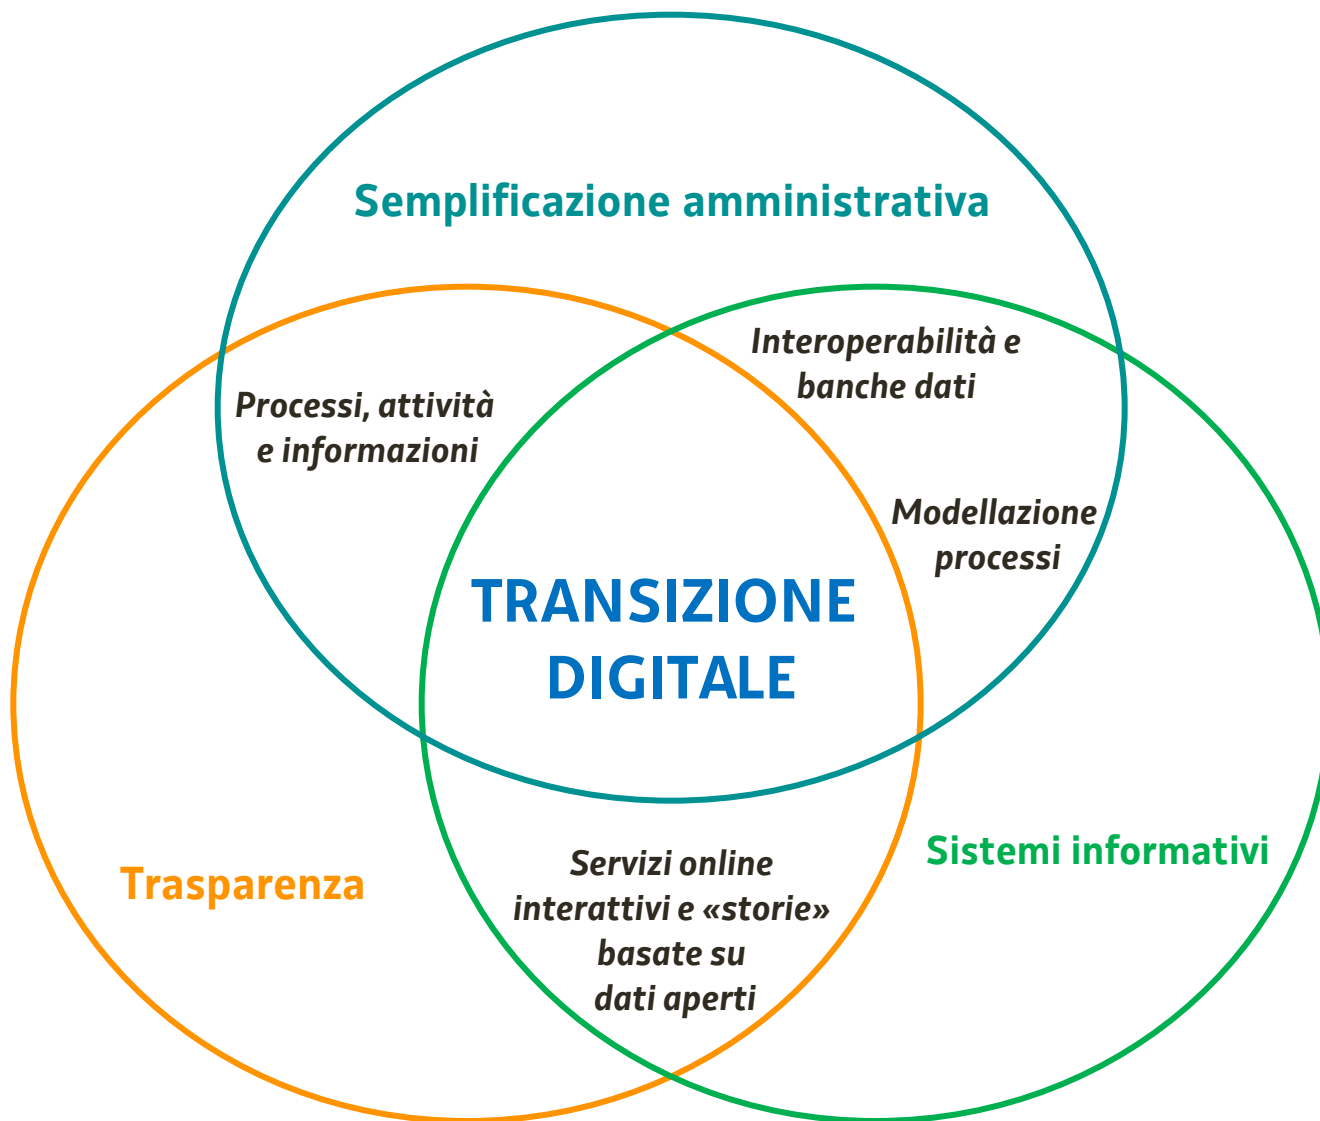 Semplificazione amministrativa
Interoperabilità e
banche dati
Processi, attività
e informazioni
Modellazione
processi
TRANSIZIONE
DIGITALE
Sistemi informativi
Trasparenza
Servizi online
interattivi e «storie»
basate su
dati aperti